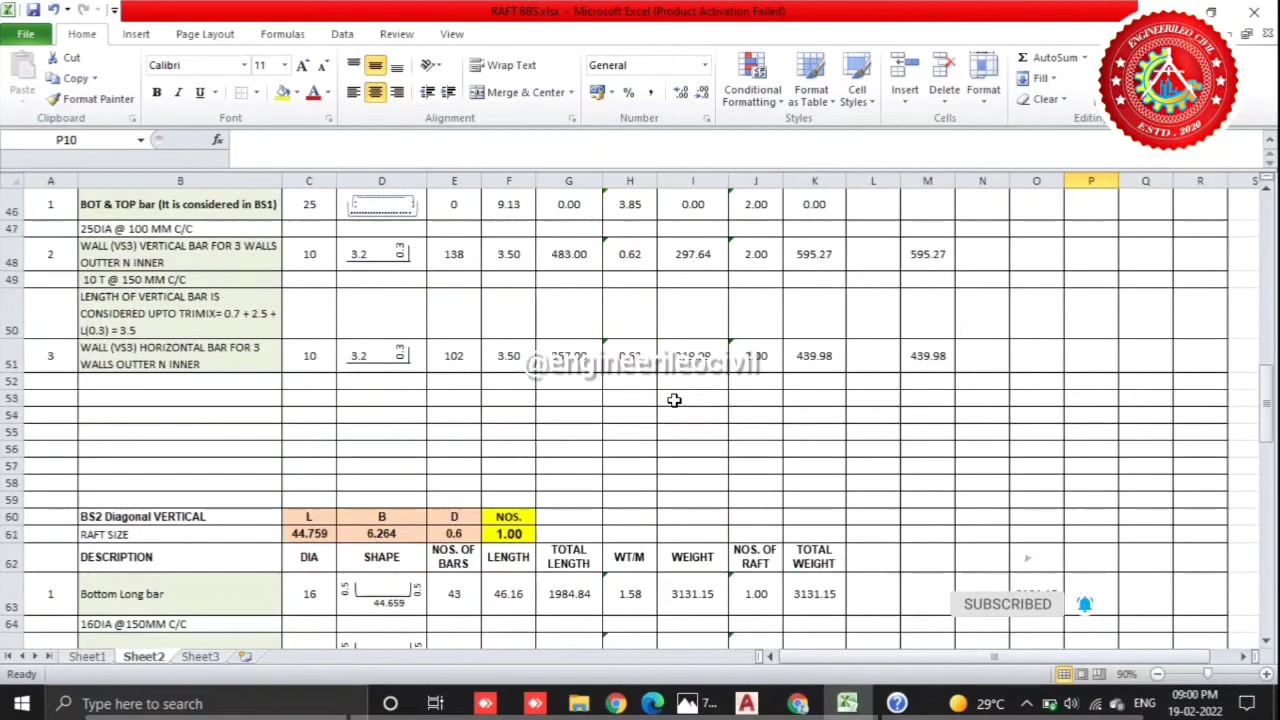 RAFT BBS.xlsx - Microsoft Excel (Product Activation Failed)
File Home Insert Page Layout Formulas Data Review View
Cut
Copy
Format Painter
Paste
Clipboard
Calibri 11
B I U
Font
Wrap Text
Merge & Center
Alignment
General
Number
Conditional Formatting
Format as Table
Cell Styles
Styles
Insert Delete Format
Cells
Σ AutoSum
Fill
Clear
ENGINEERILEO CIVIL
ESTD. 2020
P10 fx
A B C D E F G H I J K L M N O P Q R S
46 1 BOT & TOP bar (It is considered in BS1) 25 0 9.13 0.00 3.85 0.00 2.00 0.00
47 25DIA @ 100 MM C/C
48 2 WALL (VS3) VERTICAL BAR FOR 3 WALLS OUTTER N INNER 10 3.2 0.3 138 3.50 483.00 0.62 297.64 2.00 595.27 595.27
49 10 T @ 150 MM C/C
50 LENGTH OF VERTICAL BAR IS CONSIDERED UPTO TRIMIX= 0.7 + 2.5 + L(0.3) = 3.5
51 3 WALL (VS3) HORIZONTAL BAR FOR 3 WALLS OUTTER N INNER 10 3.2 0.3 102 3.50 439.98 439.98
@engineerileocivil
52
53
54
55
56
57
58
59
60 BS2 Diagonal VERTICAL L B D NOS.
61 RAFT SIZE 44.759 6.264 0.6 1.00
62 DESCRIPTION DIA SHAPE NOS. OF BARS LENGTH TOTAL LENGTH WT/M WEIGHT NOS. OF RAFT TOTAL WEIGHT
63 1 Bottom Long bar 16 0.5 44.659 0.5 43 46.16 1984.84 1.58 3131.15 1.00 3131.15
SUBSCRIBED
64 16DIA @150MM C/C
Sheet1 Sheet2 Sheet3
Ready 90%
Type here to search
7...
29°C
ENG
09:00 PM
19-02-2022